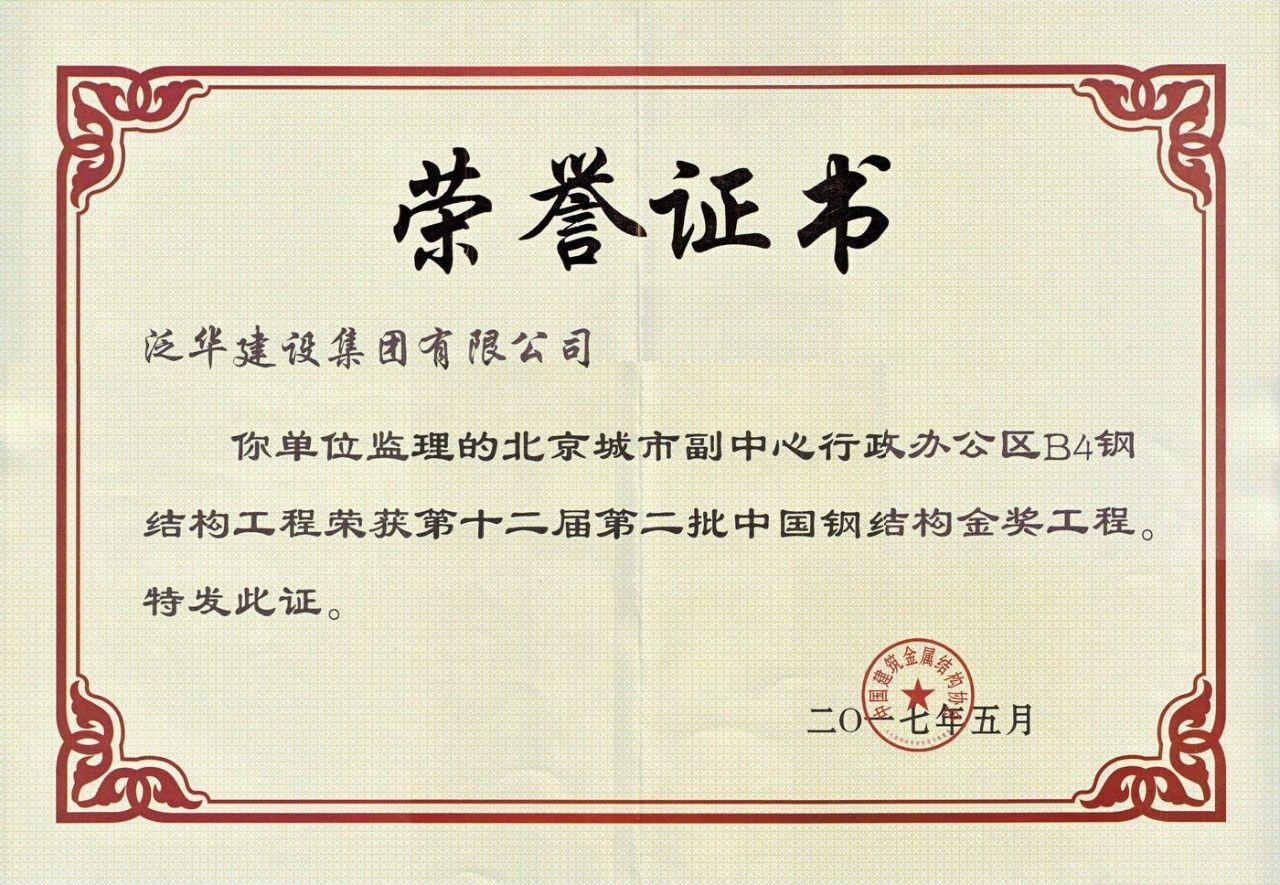 荣誉证书
泛华建设集团有限公司
你单位监理的北京城市副中心行政办公区B4钢
结构工程荣获第十二届第二批中国钢结构金奖工程。
特发此证。
中国建筑金属结构协会
二〇一七年五月